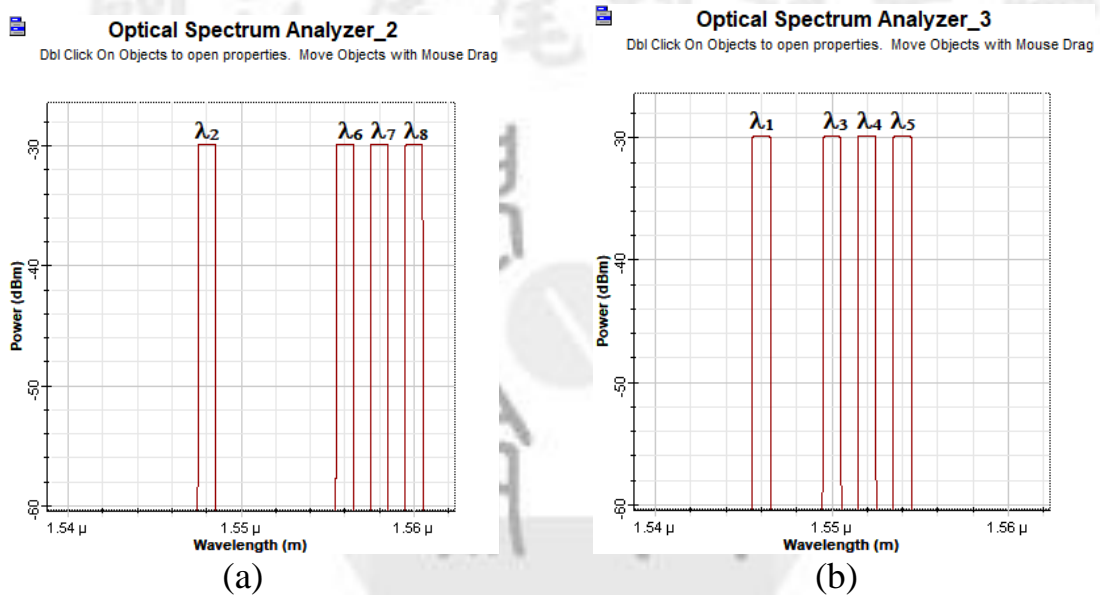 Optical Spectrum Analyzer_2
Dbl Click On Objects to open properties. Move Objects with Mouse Drag
λ2 λ6 λ7 λ8
-30
-40
-50
-60
Power (dBm)
1.54 µ 1.55 µ 1.56 µ
Wavelength (m)
(a)
Optical Spectrum Analyzer_3
Dbl Click On Objects to open properties. Move Objects with Mouse Drag
λ1 λ3 λ4 λ5
-30
-40
-50
-60
Power (dBm)
1.54 µ 1.55 µ 1.56 µ
Wavelength (m)
(b)